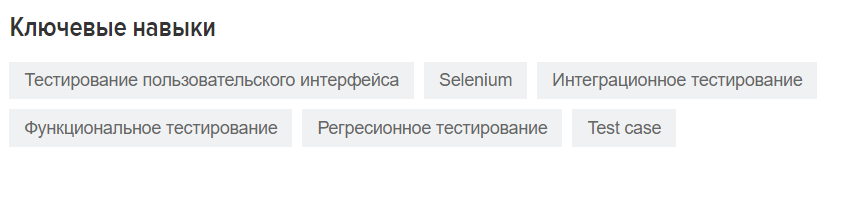 Ключевые навыки
Тестирование пользовательского интерфейса Selenium Интеграционное тестирование
Функциональное тестирование Регресионное тестирование Test case